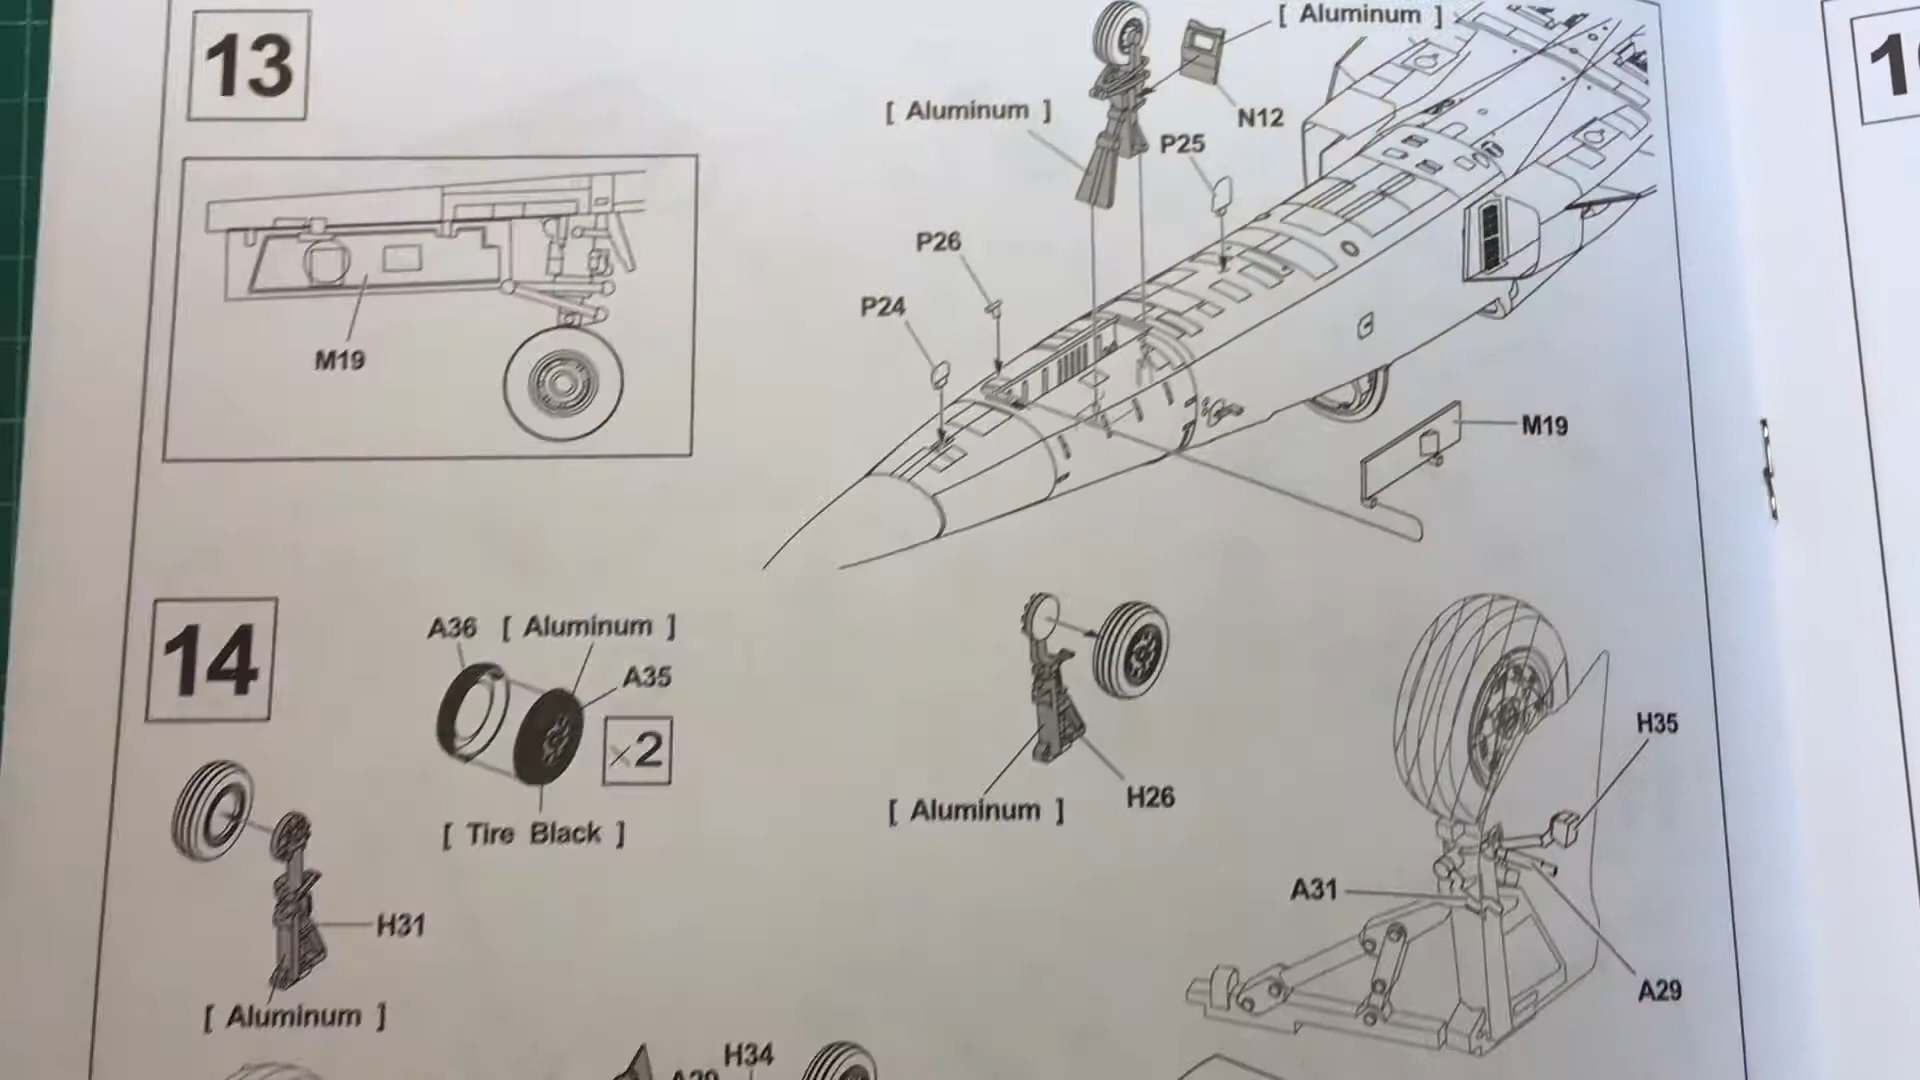 13
[ Aluminum ]
[ Aluminum ]
N12
P25
P26
P24
M19
M19
14
A36 [ Aluminum ]
A35
×2
[ Tire Black ]
H31
[ Aluminum ]
[ Aluminum ]
H26
H35
A31
A29
H34